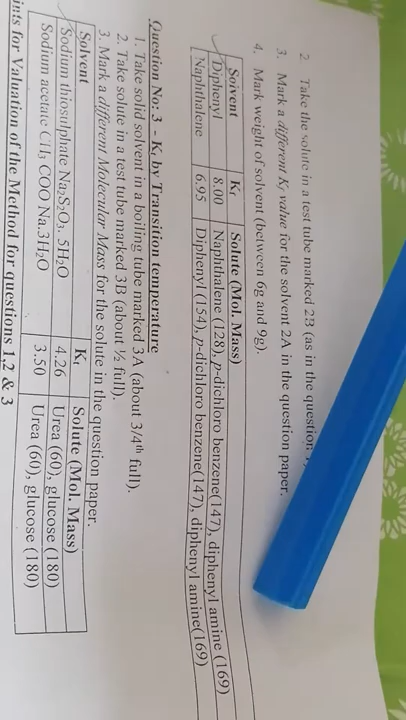 2. Take the solute in a test tube marked 2B (as in the question
3. Mark a different Kf value for the solvent 2A in the question paper.
4. Mark weight of solvent (between 6g and 9g).
Solvent Kf Solute (Mol. Mass)
Diphenyl 8.00 Naphthalene (128), p-dichloro benzene(147), diphenyl amine (169)
Naphthalene 6.95 Diphenyl (154), p-dichloro benzene(147), diphenyl amine(169)
Question No: 3 - Kf by Transition temperature
1. Take solid solvent in a boiling tube marked 3A (about 3/4th full).
2. Take solute in a test tube marked 3B (about ½ full).
3. Mark a different Molecular Mass for the solute in the question paper.
Solvent Kf Solute (Mol. Mass)
Sodium thiosulphate Na2S2O3. 5H2O 4.26 Urea (60), glucose (180)
Sodium acetate CH3 COO Na.3H2O 3.50 Urea (60), glucose (180)
ints for Valuation of the Method for questions 1,2 & 3